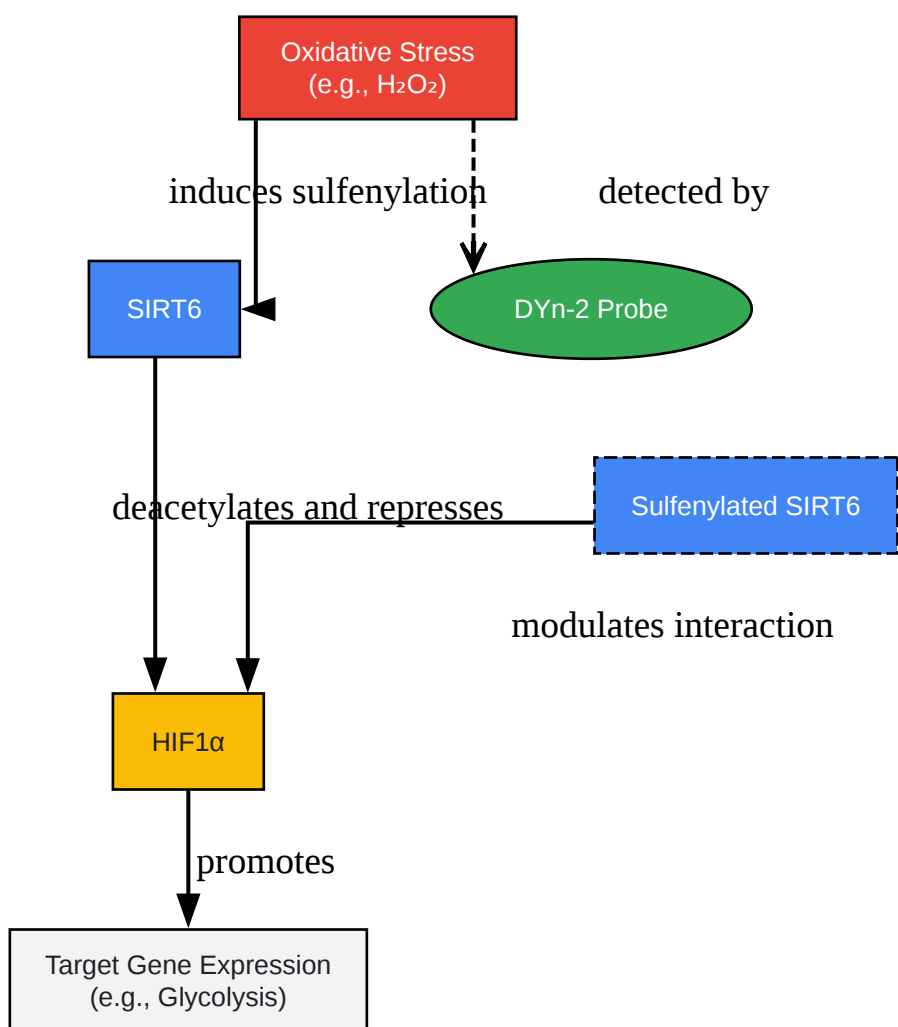 Oxidative Stress
(e.g., H₂O₂)
induces sulfenylation
detected by
SIRT6
DYn-2 Probe
deacetylates and represses
Sulfenylated SIRT6
modulates interaction
HIF1α
promotes
Target Gene Expression
(e.g., Glycolysis)